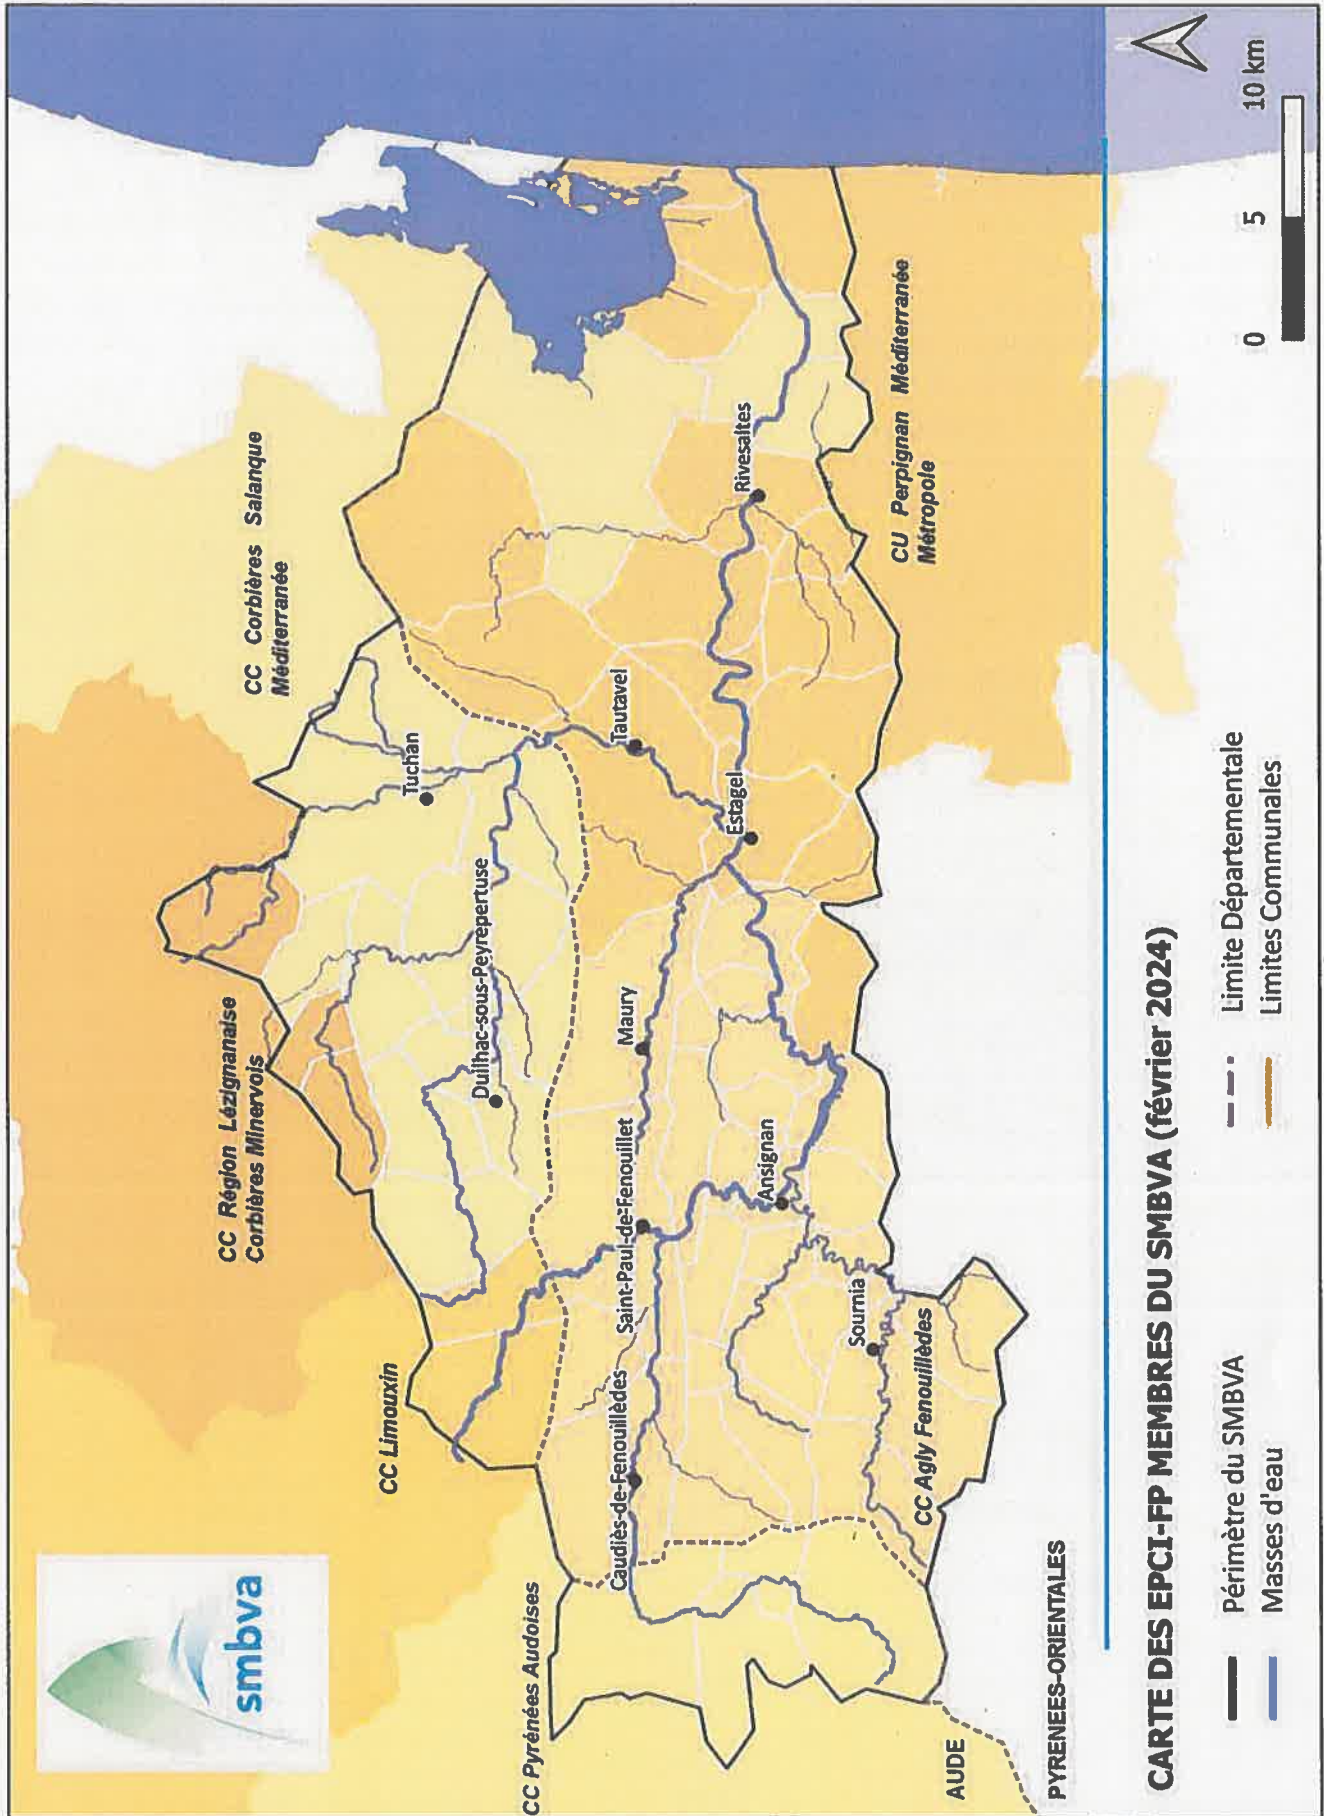 smbva
CC Région Lézignanaise
Corbières Minervois
CC Corbières Salanque
Méditerranée
CC Limouxin
Tuchan
Duilhac-sous-Peyrepertuse
CC Pyrénées Audoises
Caudiès-de-Fenouillèdes
Saint-Paul-de-Fenouillet
Maury
Tautavel
Estagel
Rivesaltes
Ansignan
Sournia
CC Agly Fenouillèdes
CU Perpignan Méditerranée
Métropole
AUDE
PYRENEES-ORIENTALES
CARTE DES EPCI-FP MEMBRES DU SMBVA (février 2024)
Périmètre du SMBVA
Masses d'eau
Limite Départementale
Limites Communales
0 5 10 km